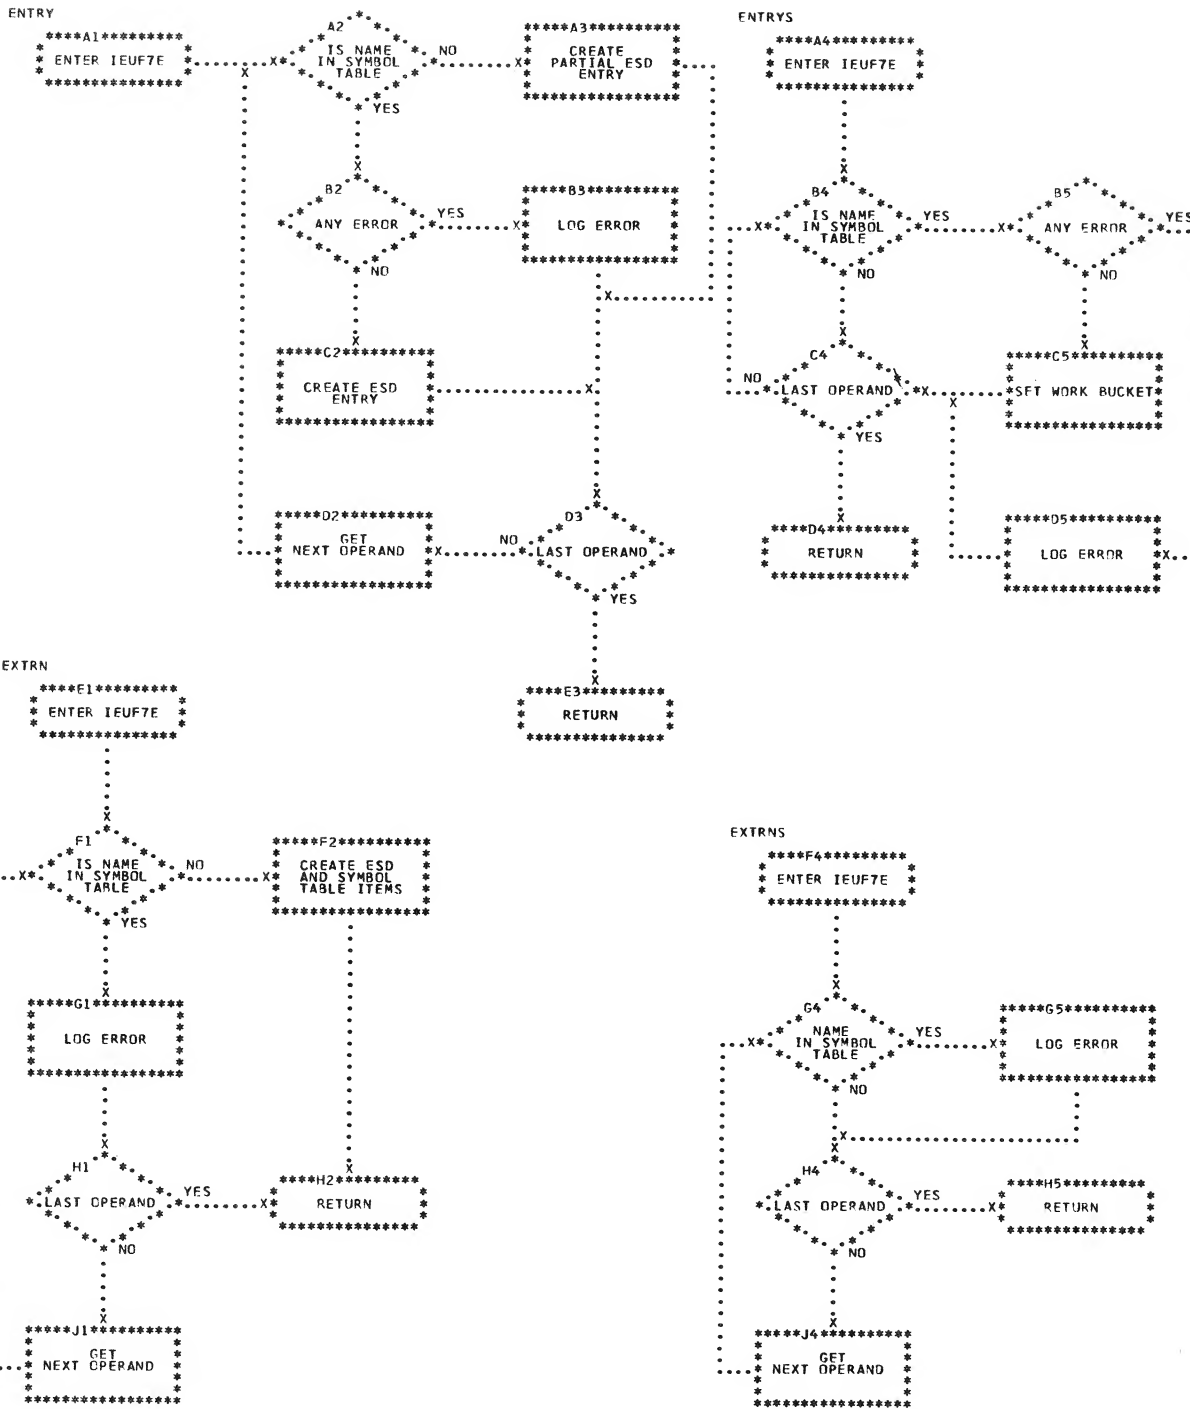 ENTRY
A1
ENTER IEUF7E
A2
IS NAME
IN SYMBOL
TABLE
NO
YES
A3
CREATE
PARTIAL ESD
ENTRY
B2
ANY ERROR
YES
NO
B3
LOG ERROR
C2
CREATE ESD
ENTRY
D2
GET
NEXT OPERAND
D3
LAST OPERAND
NO
YES
E3
RETURN
ENTRYS
A4
ENTER IEUF7E
B4
IS NAME
IN SYMBOL
TABLE
YES
NO
B5
ANY ERROR
YES
NO
C4
LAST OPERAND
NO
YES
C5
SET WORK BUCKET
D4
RETURN
D5
LOG ERROR
EXTRN
E1
ENTER IEUF7E
F1
IS NAME
IN SYMBOL
TABLE
NO
YES
F2
CREATE ESD
AND SYMBOL
TABLE ITEMS
G1
LOG ERROR
H1
LAST OPERAND
YES
NO
H2
RETURN
J1
GET
NEXT OPERAND
EXTRNS
F4
ENTER IEUF7E
G4
NAME
IN SYMBOL
TABLE
YES
NO
G5
LOG ERROR
H4
LAST OPERAND
YES
NO
H5
RETURN
J4
GET
NEXT OPERAND